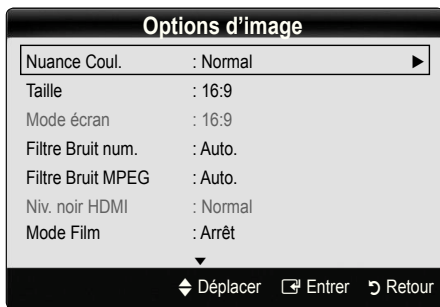 Options d’image
Nuance Coul. : Normal ►
Taille : 16:9
Mode écran : 16:9
Filtre Bruit num. : Auto.
Filtre Bruit MPEG : Auto.
Niv. noir HDMI : Normal
Mode Film : Arrêt
▼
Déplacer Entrer Retour